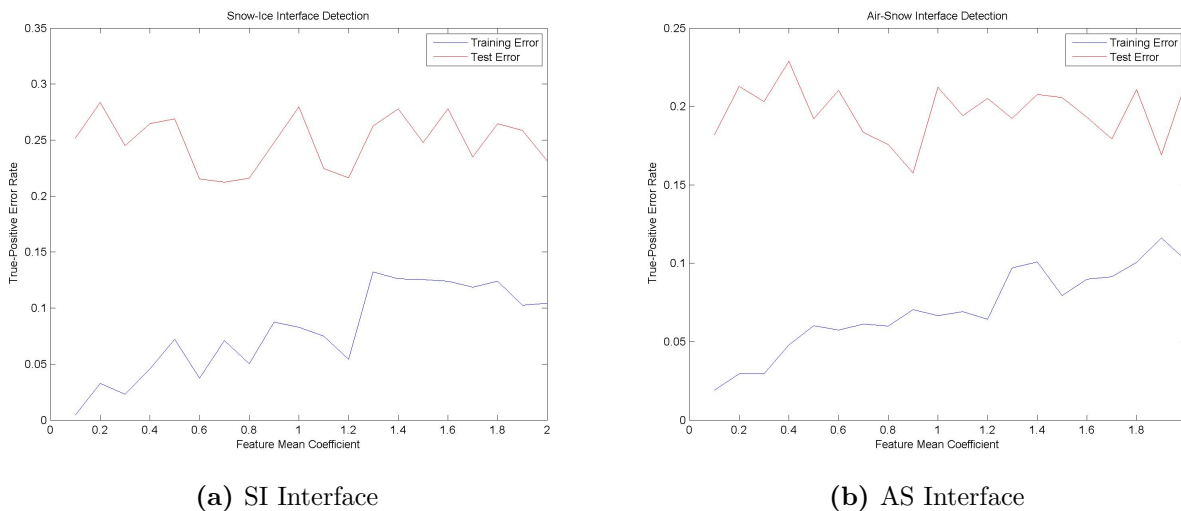 Snow-Ice Interface Detection
0.35
0.3
0.25
0.2
0.15
0.1
0.05
0
True-Positive Error Rate
Training Error
Test Error
0 0.2 0.4 0.6 0.8 1 1.2 1.4 1.6 1.8 2
Feature Mean Coefficient
(a) SI Interface
Air-Snow Interface Detection
0.25
0.2
0.15
0.1
0.05
0
True-Positive Error Rate
Training Error
Test Error
0 0.2 0.4 0.6 0.8 1 1.2 1.4 1.6 1.8
Feature Mean Coefficient
(b) AS Interface